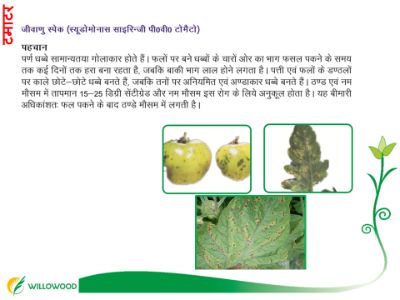 टमाटर
जीवाणु स्पेक (स्यूडोमोनास साइरिन्जी पी0वी0 टोमैटो)
पहचान
पर्ण धब्बे सामान्यतया गोलाकार होते हैं। फलों पर बने धब्बों के चारों ओर का भाग फसल पकने के समय
तक कई दिनों तक हरा बना रहता है, जबकि बाकी भाग लाल होने लगता है। पत्ती एवं फलों के डण्ठलों
पर काले छोटे–छोटे धब्बे बनते हैं, जबकि तनों पर अनियमित एवं अण्डाकार धब्बे बनते हैं। ठण्ड एवं नम
मौसम में तापमान 15–25 डिग्री सेंटीग्रेड और नम मौसम इस रोग के लिये अनुकूल होता है। यह बीमारी
अधिकांशतः फल पकने के बाद ठण्डे मौसम में लगती है।
WILLOWOOD